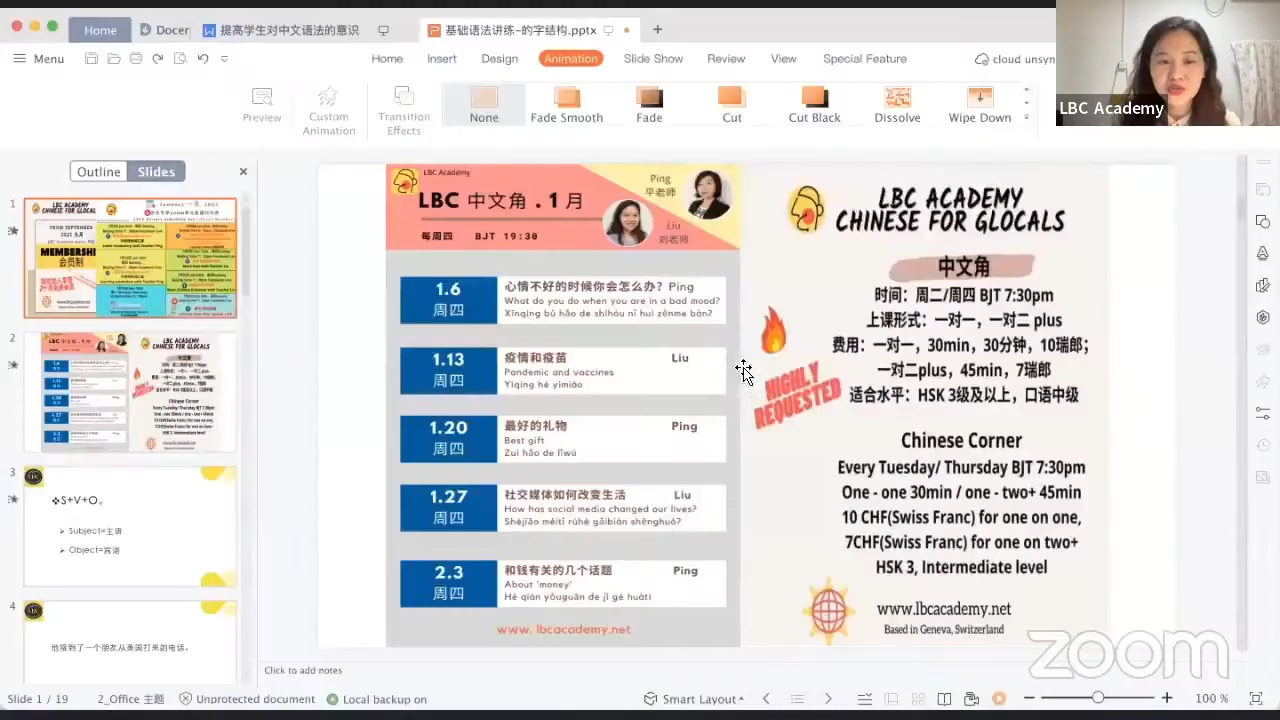 Home
Docer
提高学生对中文语法的意识
基础语法讲练-的字结构.pptx
Menu
Home Insert Design Animation Slide Show Review View Special Feature
cloud unsyn
LBC Academy
Preview
Custom Animation
Transition Effects
None
Fade Smooth
Fade
Cut
Cut Black
Dissolve
Wipe Down
Outline Slides
1
LBC ACADEMY
CHINESE FOR GLOCAL
MEMBERSHI
会员制
2
3
❖S+V+O。
➢ Subject=主语
➢ Object=宾语
4
他接到了一个朋友从美国打来的电话。
LBC Academy
LBC 中文角 . 1 月
每周四 BJT 19:30
Ping
平老师
Liu
刘老师
1.6
周四
心情不好的时候你会怎么办? Ping
What do you do when you are in a bad mood?
Xīnqíng bù hǎo de shíhòu nǐ huì zěnme bàn?
1.13
周四
疫情和疫苗 Liu
Pandemic and vaccines
Yìqíng hé yìmiáo
1.20
周四
最好的礼物 Ping
Best gift
Zuì hǎo de lǐwù
1.27
周四
社交媒体如何改变生活 Liu
How has social media changed our lives?
Shèjiāo méitǐ rúhé gǎibiàn shēnghuó?
2.3
周四
和钱有关的几个话题 Ping
About 'money'
Hé qián yǒuguān de jǐ gè huàtí
www. lbcacademy.net
LBC ACADEMY
CHINESE FOR GLOCALS
中文角
时间：周二/周四 BJT 7:30pm
上课形式：一对一，一对二 plus
费用：一对一，30min，30分钟，10瑞郎；
一对二plus，45min，7瑞郎
适合水平：HSK 3级及以上，口语中级
HIGHLY
REQUESTED
Chinese Corner
Every Tuesday/ Thursday BJT 7:30pm
One - one 30min / one - two+ 45min
10 CHF(Swiss Franc) for one on one,
7CHF(Swiss Franc) for one on two+
HSK 3, Intermediate level
www.lbcacademy.net
Based in Geneva, Switzerland
zoom
Click to add notes
Slide 1 / 19
2_Office 主题
Unprotected document
Local backup on
Smart Layout
100 %